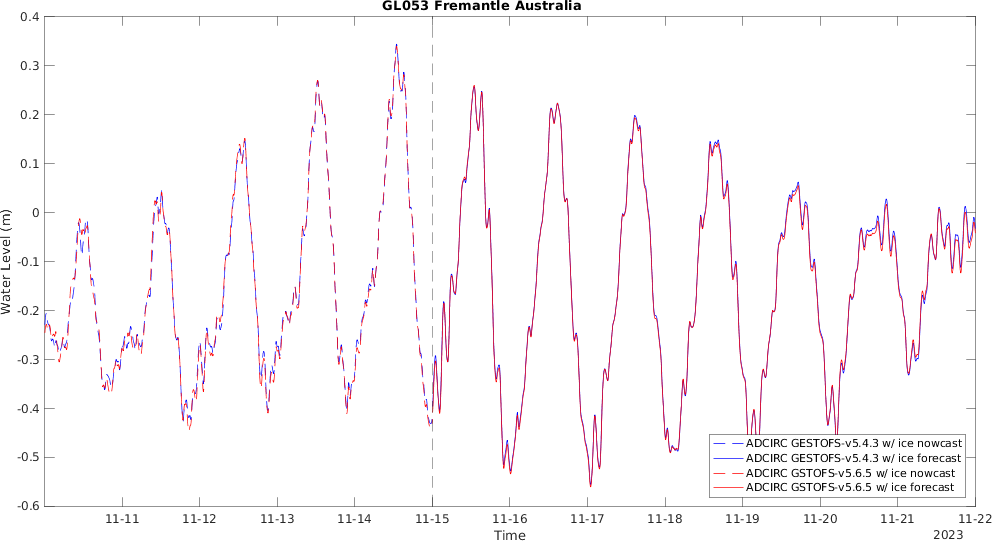 GL053 Fremantle Australia
Water Level (m)
0.4
0.3
0.2
0.1
0
-0.1
-0.2
-0.3
-0.4
-0.5
-0.6
ADCIRC GESTOFS-v5.4.3 w/ ice nowcast
ADCIRC GESTOFS-v5.4.3 w/ ice forecast
ADCIRC GSTOFS-v5.6.5 w/ ice nowcast
ADCIRC GSTOFS-v5.6.5 w/ ice forecast
11-11 11-12 11-13 11-14 11-15 11-16 11-17 11-18 11-19 11-20 11-21 11-22
Time
2023